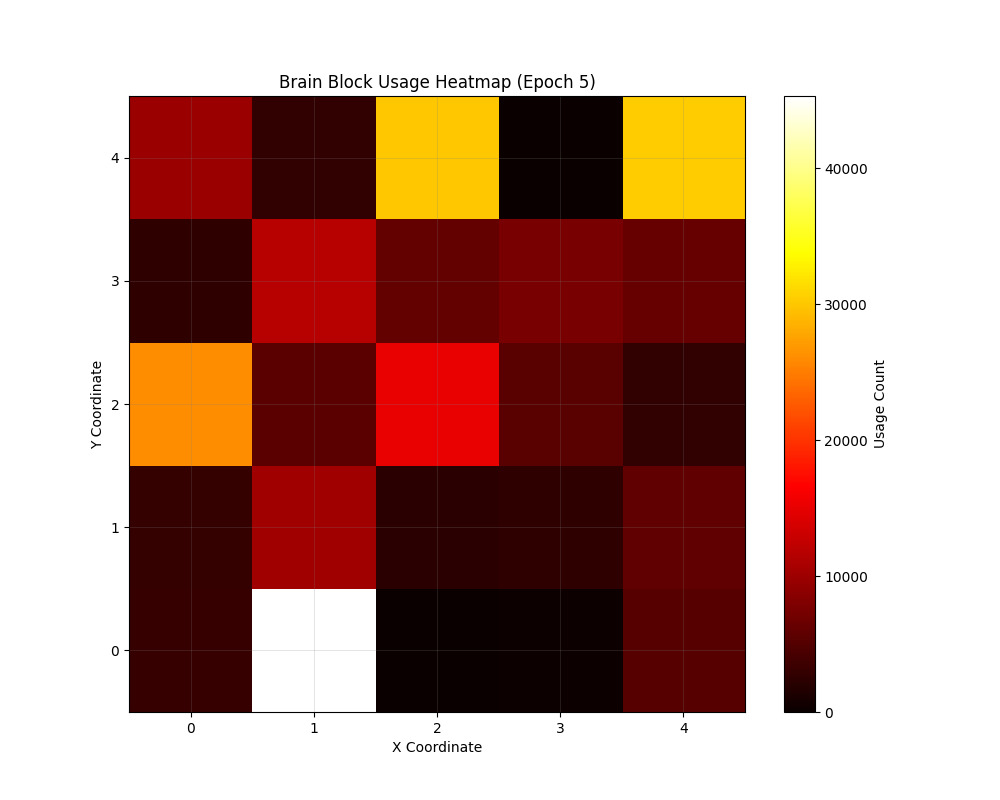 Brain Block Usage Heatmap (Epoch 5)
4
3
2
1
0
Y Coordinate
0 1 2 3 4
X Coordinate
40000
30000
20000
10000
0
Usage Count